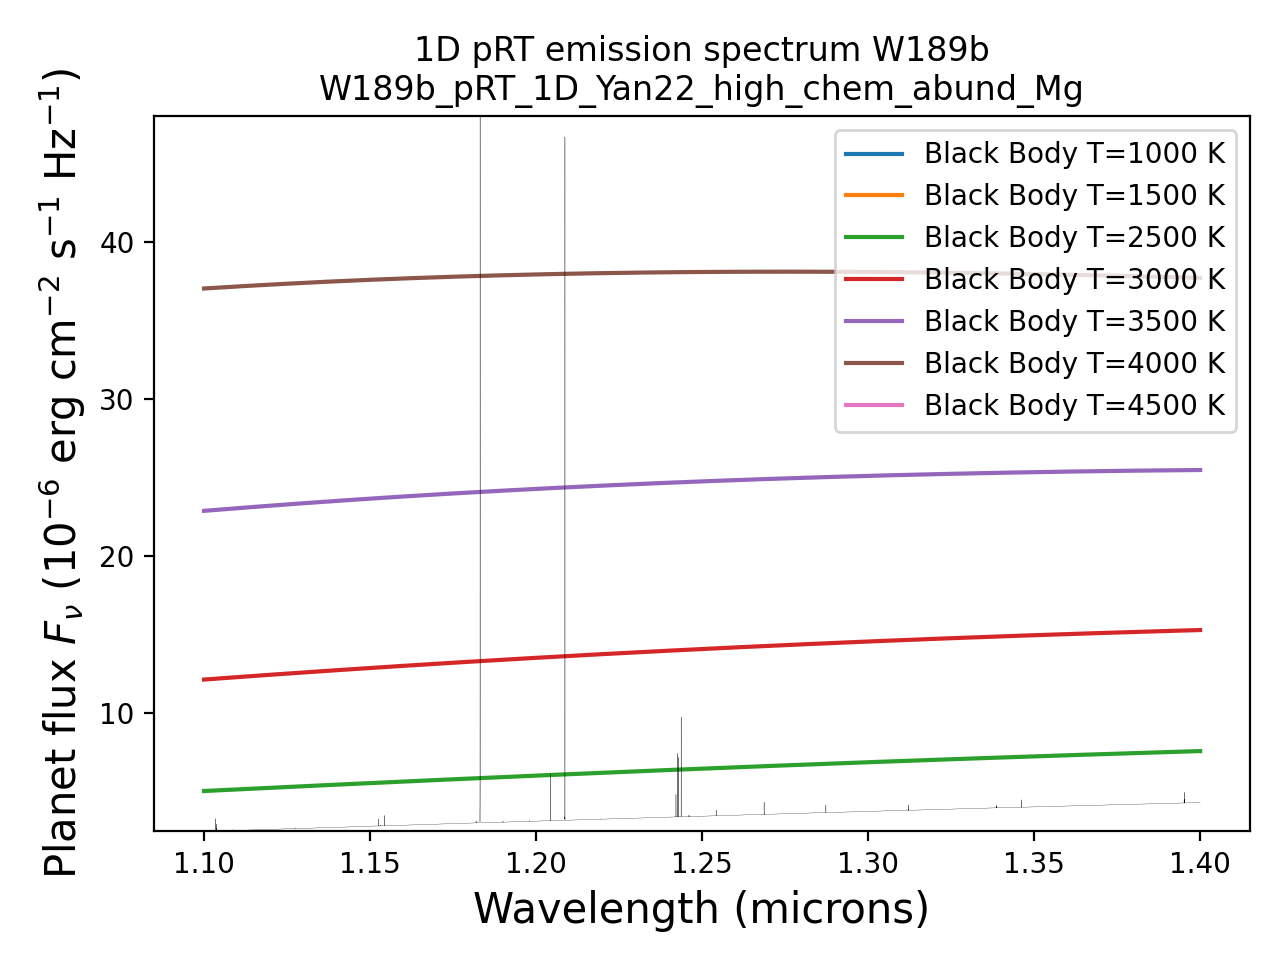 1D pRT emission spectrum W189b
W189b_pRT_1D_Yan22_high_chem_abund_Mg
Planet flux $F_\nu$ (10$^{-6}$ erg cm$^{-2}$ s$^{-1}$ Hz$^{-1}$)
40
30
20
10
Black Body T=1000 K
Black Body T=1500 K
Black Body T=2500 K
Black Body T=3000 K
Black Body T=3500 K
Black Body T=4000 K
Black Body T=4500 K
1.10 1.15 1.20 1.25 1.30 1.35 1.40
Wavelength (microns)